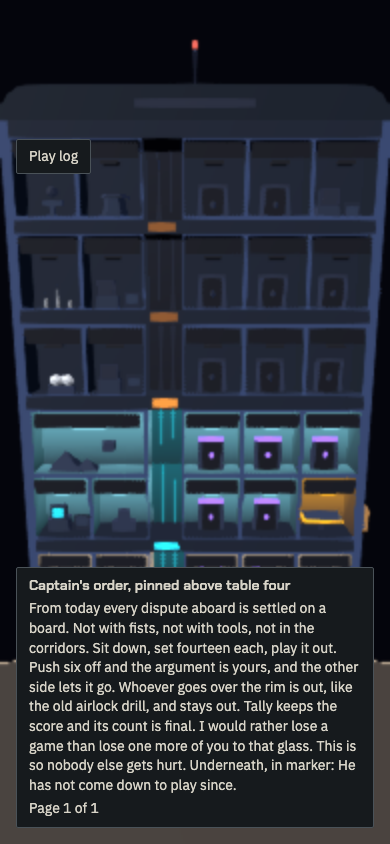 Play log
Captain's order, pinned above table four
From today every dispute aboard is settled on a
board. Not with fists, not with tools, not in the
corridors. Sit down, set fourteen each, play it out.
Push six off and the argument is yours, and the other
side lets it go. Whoever goes over the rim is out, like
the old airlock drill, and stays out. Tally keeps the
score and its count is final. I would rather lose a
game than lose one more of you to that glass. This is
so nobody else gets hurt. Underneath, in marker: He
has not come down to play since.
Page 1 of 1